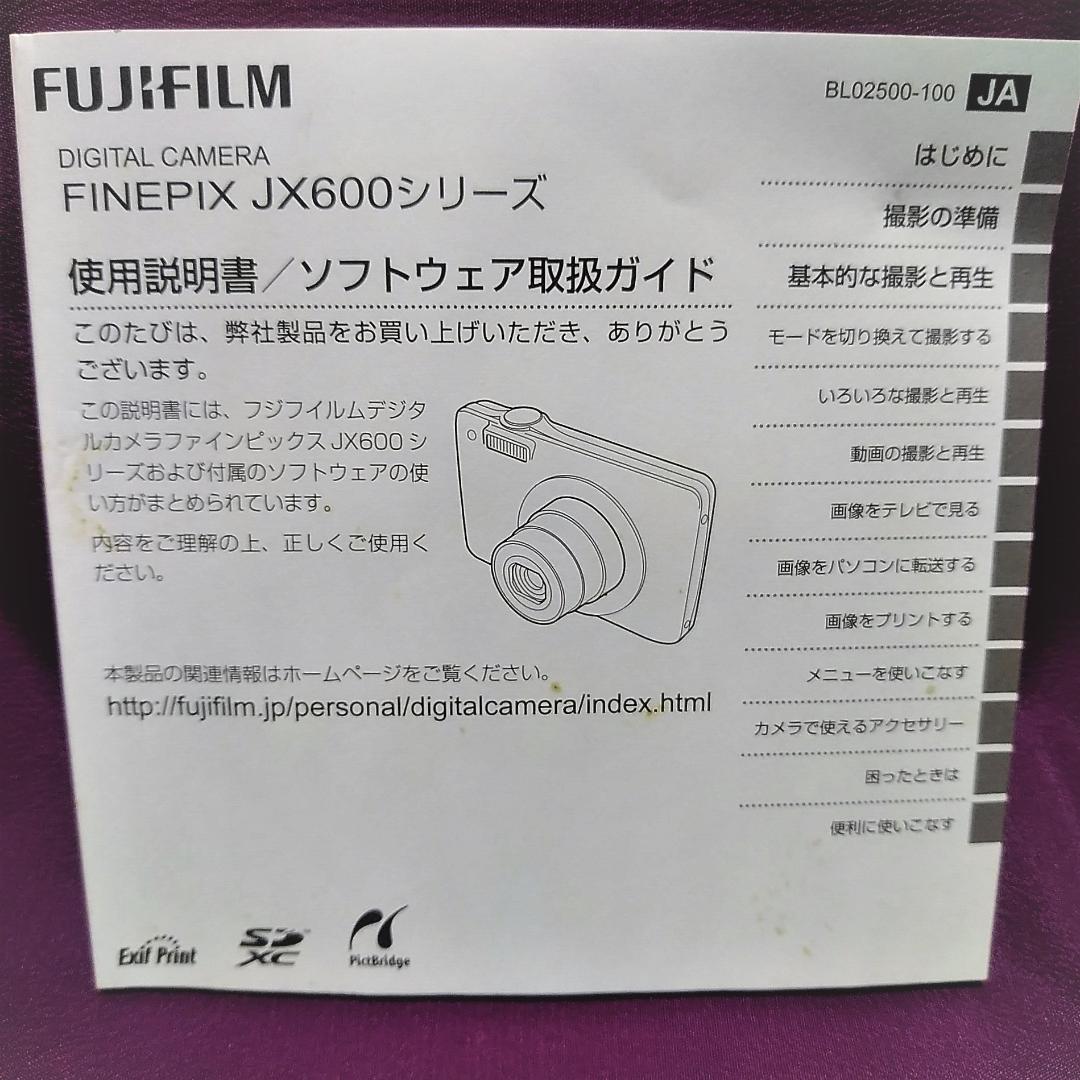 FUJIFILM
BL02500-100 JA
DIGITAL CAMERA
FINEPIX JX600シリーズ
使用説明書／ソフトウェア取扱ガイド
このたびは、弊社製品をお買い上げいただき、ありがとう
ございます。
この説明書には、フジフイルムデジタ
ルカメラファインピックス JX600 シ
リーズおよび付属のソフトウェアの使
い方がまとめられています。
内容をご理解の上、正しくご使用く
ださい。
本製品の関連情報はホームページをご覧ください。
http://fujifilm.jp/personal/digitalcamera/index.html
はじめに
撮影の準備
基本的な撮影と再生
モードを切り換えて撮影する
いろいろな撮影と再生
動画の撮影と再生
画像をテレビで見る
画像をパソコンに転送する
画像をプリントする
メニューを使いこなす
カメラで使えるアクセサリー
困ったときは
便利に使いこなす
Exif Print
SD XC
PictBridge